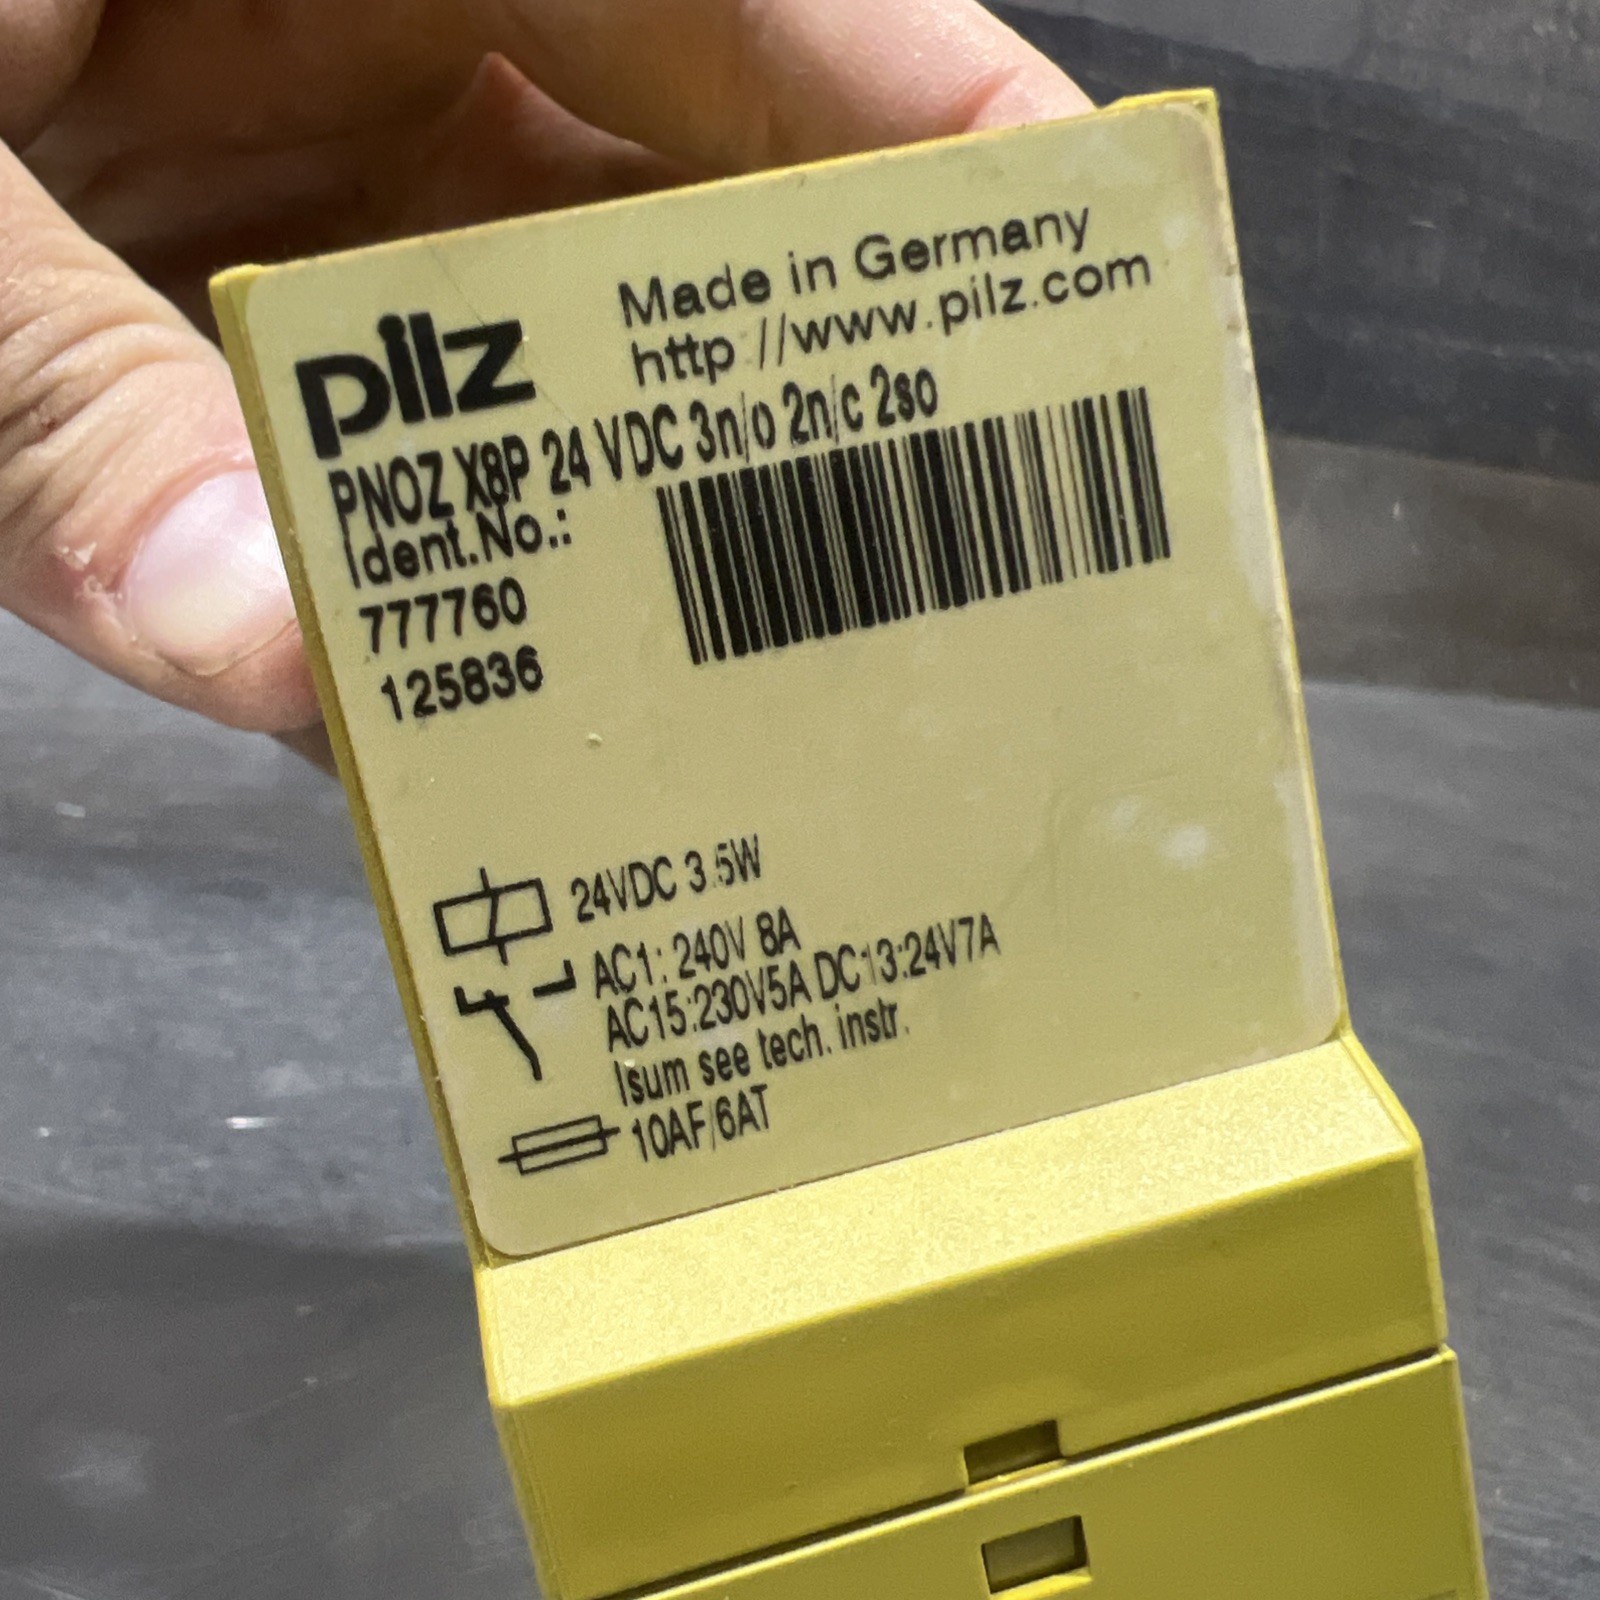 pilz
Made in Germany
http://www.pilz.com
PNOZ X8P 24 VDC 3n/o 2n/c 2so
Ident.No.:
777760
125836
24VDC 3.5W
AC1: 240V 8A
AC15:230V5A DC13:24V7A
Isum see tech. instr.
10AF/6AT